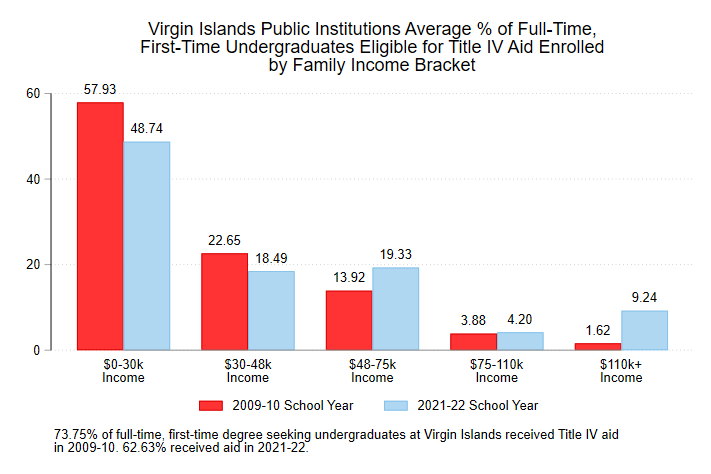 Virgin Islands Public Institutions Average % of Full-Time,
First-Time Undergraduates Eligible for Title IV Aid Enrolled
by Family Income Bracket
60
40
20
0
57.93
48.74
22.65
18.49
13.92
19.33
3.88
4.20
1.62
9.24
$0-30k
Income
$30-48k
Income
$48-75k
Income
$75-110k
Income
$110k+
Income
2009-10 School Year
2021-22 School Year
73.75% of full-time, first-time degree seeking undergraduates at Virgin Islands received Title IV aid
in 2009-10. 62.63% received aid in 2021-22.